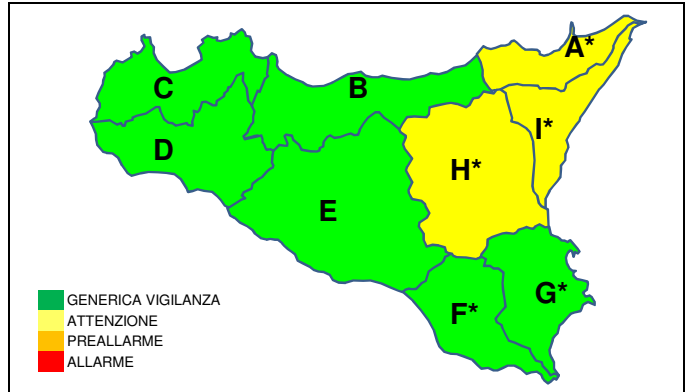 A*
C
B
I*
D
H*
E
G*
F*
GENERICA VIGILANZA
ATTENZIONE
PREALLARME
ALLARME